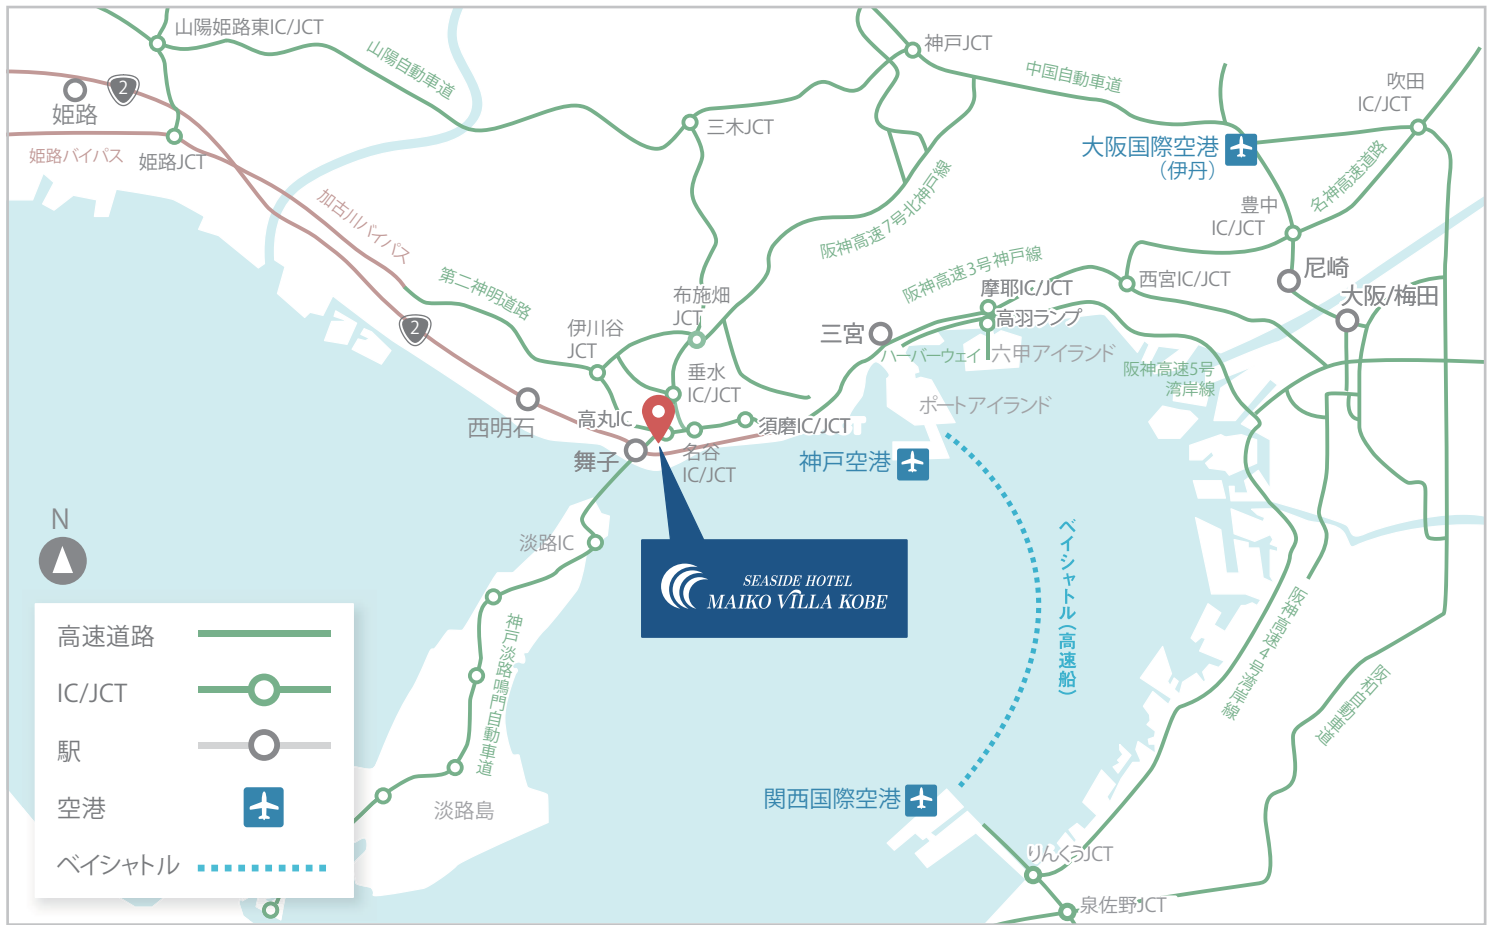 山陽姫路東IC/JCT
山陽自動車道
神戸JCT
中国自動車道
吹田
IC/JCT
2
姫路
三木JCT
大阪国際空港
（伊丹）
姫路バイパス
姫路JCT
名神高速道路
加古川バイパス
阪神高速7号北神戸線
豊中
IC/JCT
第二神明道路
阪神高速3号神戸線
摩耶IC/JCT
西宮IC/JCT
尼崎
大阪/梅田
布施畑
JCT
高羽ランプ
2
伊川谷
JCT
三宮
ハーバーウェイ
六甲アイランド
阪神高速5号
湾岸線
垂水
IC/JCT
ポートアイランド
西明石
高丸IC
須磨IC/JCT
舞子
名谷
IC/JCT
神戸空港
N
淡路IC
SEASIDE HOTEL
MAIKO VILLA KOBE
ベイシャトル（高速船）
神戸淡路鳴門自動車道
阪神高速4号湾岸線
阪和自動車道
高速道路
IC/JCT
駅
空港
ベイシャトル
淡路島
関西国際空港
りんくうJCT
泉佐野JCT